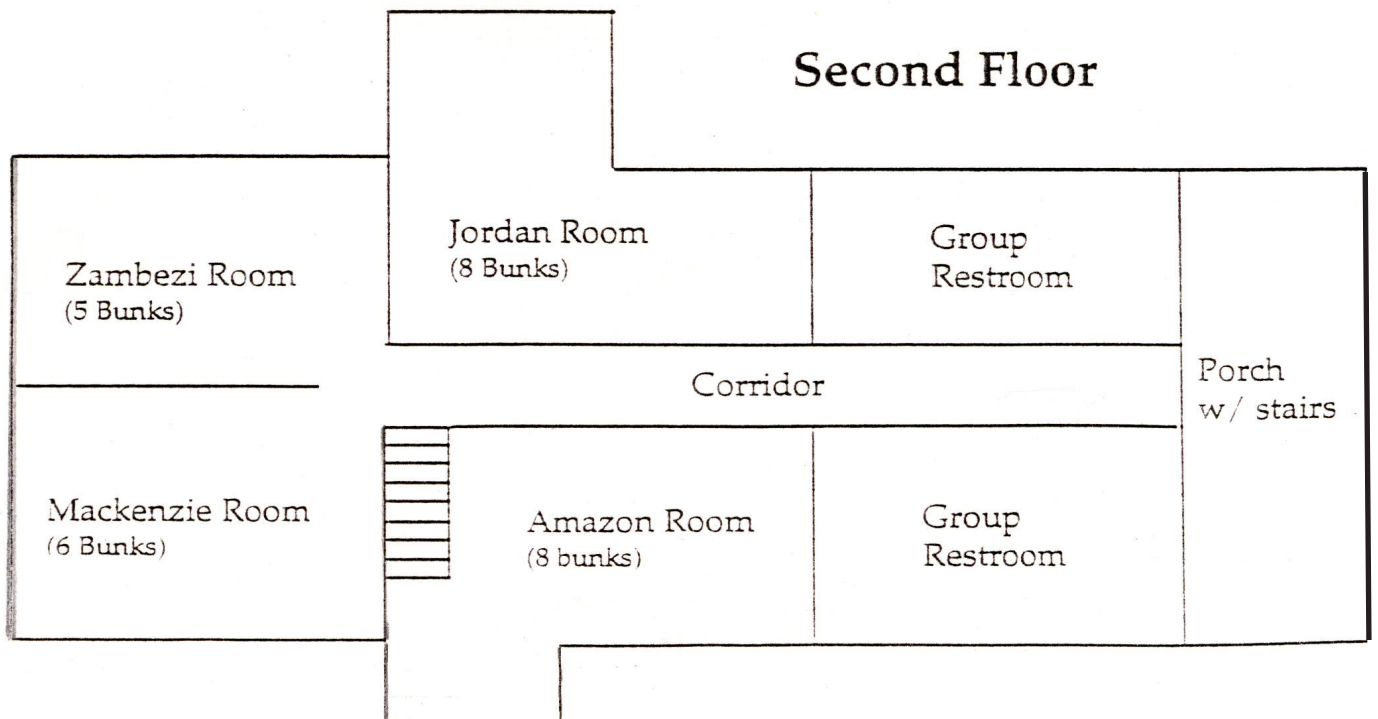 Second Floor
Jordan Room
(8 Bunks)
Group
Restroom
Zambezi Room
(5 Bunks)
Corridor
Porch
w/ stairs
Mackenzie Room
(6 Bunks)
Amazon Room
(8 bunks)
Group
Restroom